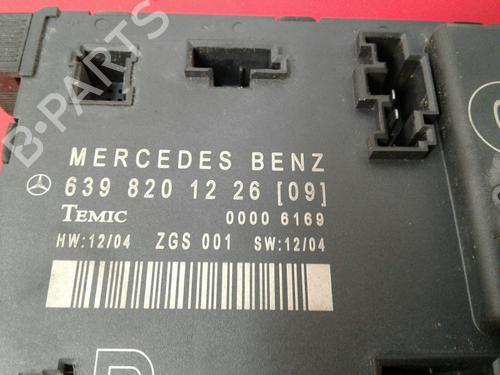 MERCEDES BENZ
639 820 12 26 [09]
TEMIC 0000 6169
HW:12/04 ZGS 001 SW:12/04
B-PARTS